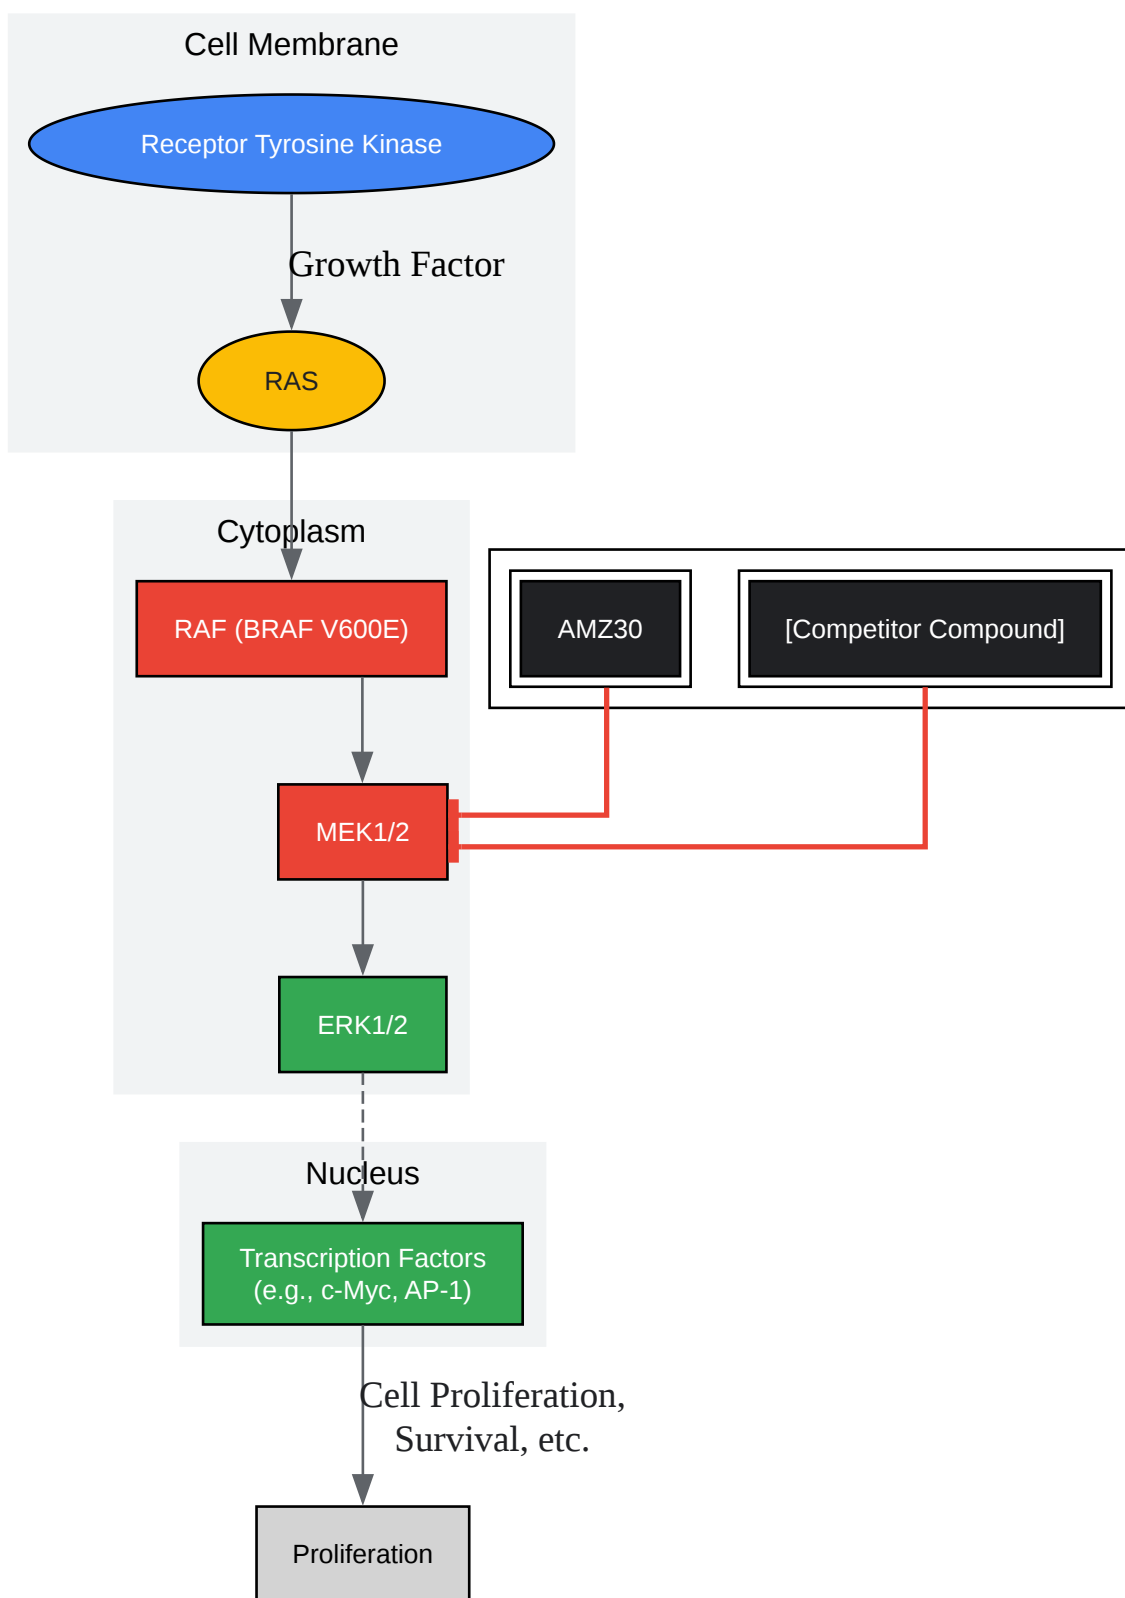 Cell Membrane
Receptor Tyrosine Kinase
Growth Factor
RAS
Cytoplasm
RAF (BRAF V600E)
AMZ30
[Competitor Compound]
MEK1/2
ERK1/2
Nucleus
Transcription Factors
(e.g., c-Myc, AP-1)
Cell Proliferation,
Survival, etc.
Proliferation